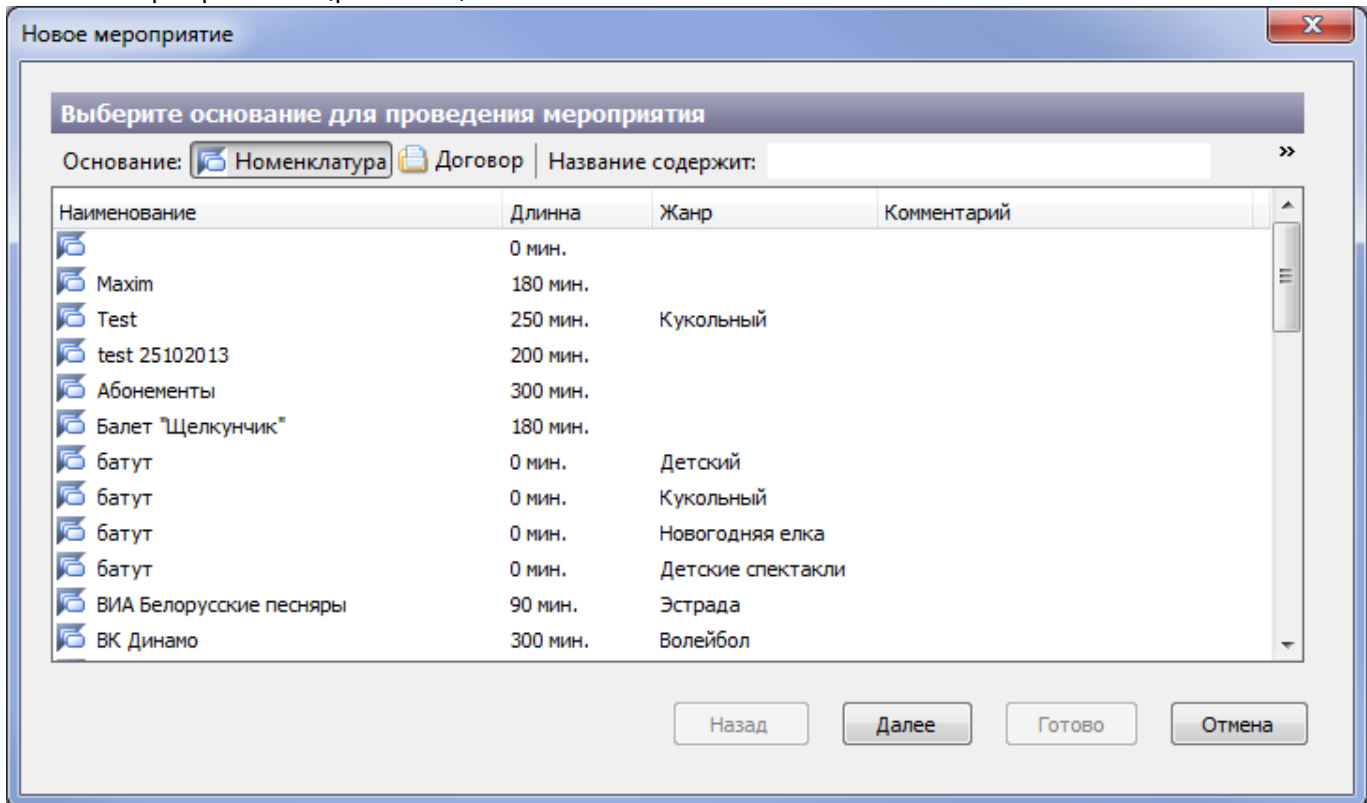 Новое мероприятие
Выберите основание для проведения мероприятия
Основание: Номенклатура Договор Название содержит: »
Наименование Длинна Жанр Комментарий
0 мин.
Maxim 180 мин.
Test 250 мин. Кукольный
test 25102013 200 мин.
Абонементы 300 мин.
Балет "Щелкунчик" 180 мин.
батут 0 мин. Детский
батут 0 мин. Кукольный
батут 0 мин. Новогодняя елка
батут 0 мин. Детские спектакли
ВИА Белорусские песняры 90 мин. Эстрада
ВК Динамо 300 мин. Волейбол
Назад Далее Готово Отмена